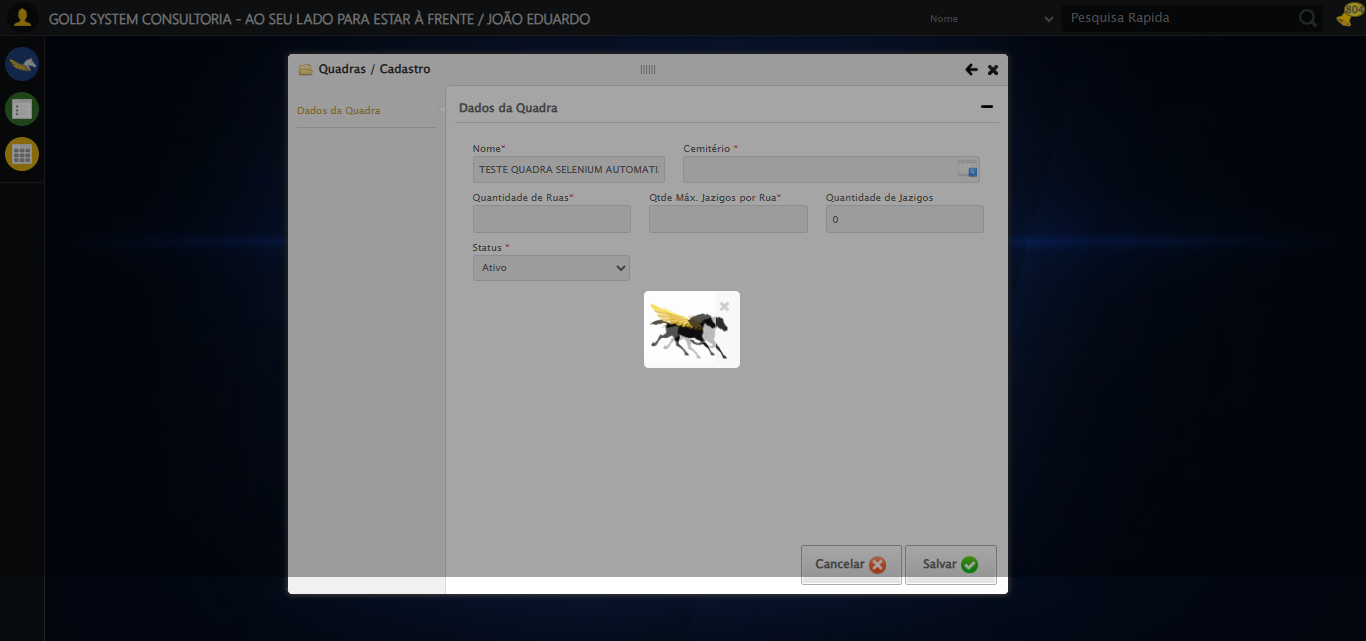 GOLD SYSTEM CONSULTORIA - AO SEU LADO PARA ESTAR À FRENTE / JOÃO EDUARDO
Nome
Pesquisa Rapida
804
Quadras / Cadastro
Dados da Quadra
Dados da Quadra
Nome*
Cemitério *
TESTE QUADRA SELENIUM AUTOMATI
Quantidade de Ruas*
Qtde Máx. Jazigos por Rua*
Quantidade de Jazigos
0
Status *
Ativo
Cancelar
Salvar